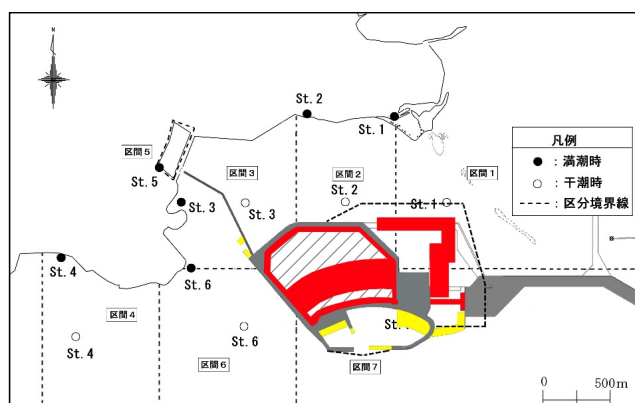 N
St. 2
St. 1
区間5
St. 5
区間3
区間2
区間1
St. 3
St. 3
St. 2
St. 1
凡例
● : 満潮時
○ : 干潮時
---- : 区分境界線
St. 4
St. 6
区間4
St. 4
St. 6
St.
区間6
区間7
0 500m